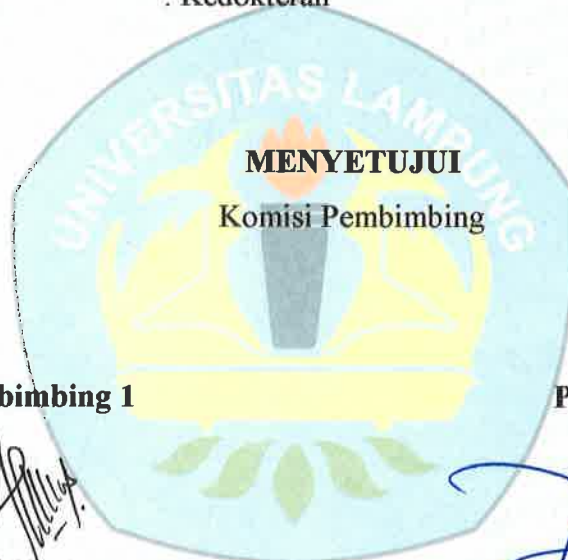 : Kedokteran
UNIVERSITAS LAMPUNG
MENYETUJUI
Komisi Pembimbing
bimbing 1
P